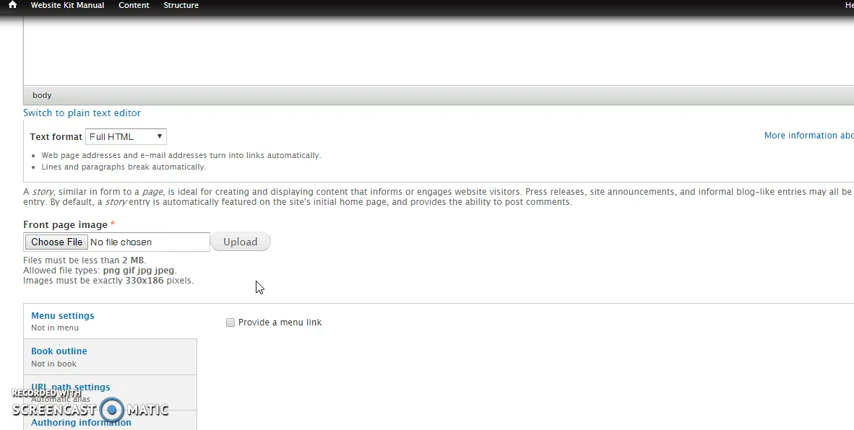 Website Kit Manual Content Structure He
body
Switch to plain text editor
Text format Full HTML
More information abo
Web page addresses and e-mail addresses turn into links automatically.
Lines and paragraphs break automatically.
A story, similar in form to a page, is ideal for creating and displaying content that informs or engages website visitors. Press releases, site announcements, and informal blog-like entries may all be
entry. By default, a story entry is automatically featured on the site's initial home page, and provides the ability to post comments.
Front page image *
Choose File No file chosen Upload
Files must be less than 2 MB.
Allowed file types: png gif jpg jpeg.
Images must be exactly 330x186 pixels.
Menu settings
Not in menu
Provide a menu link
Book outline
Not in book
URL path settings
Automatic alias
RECORDED WITH
SCREENCAST MATIC
Authoring information